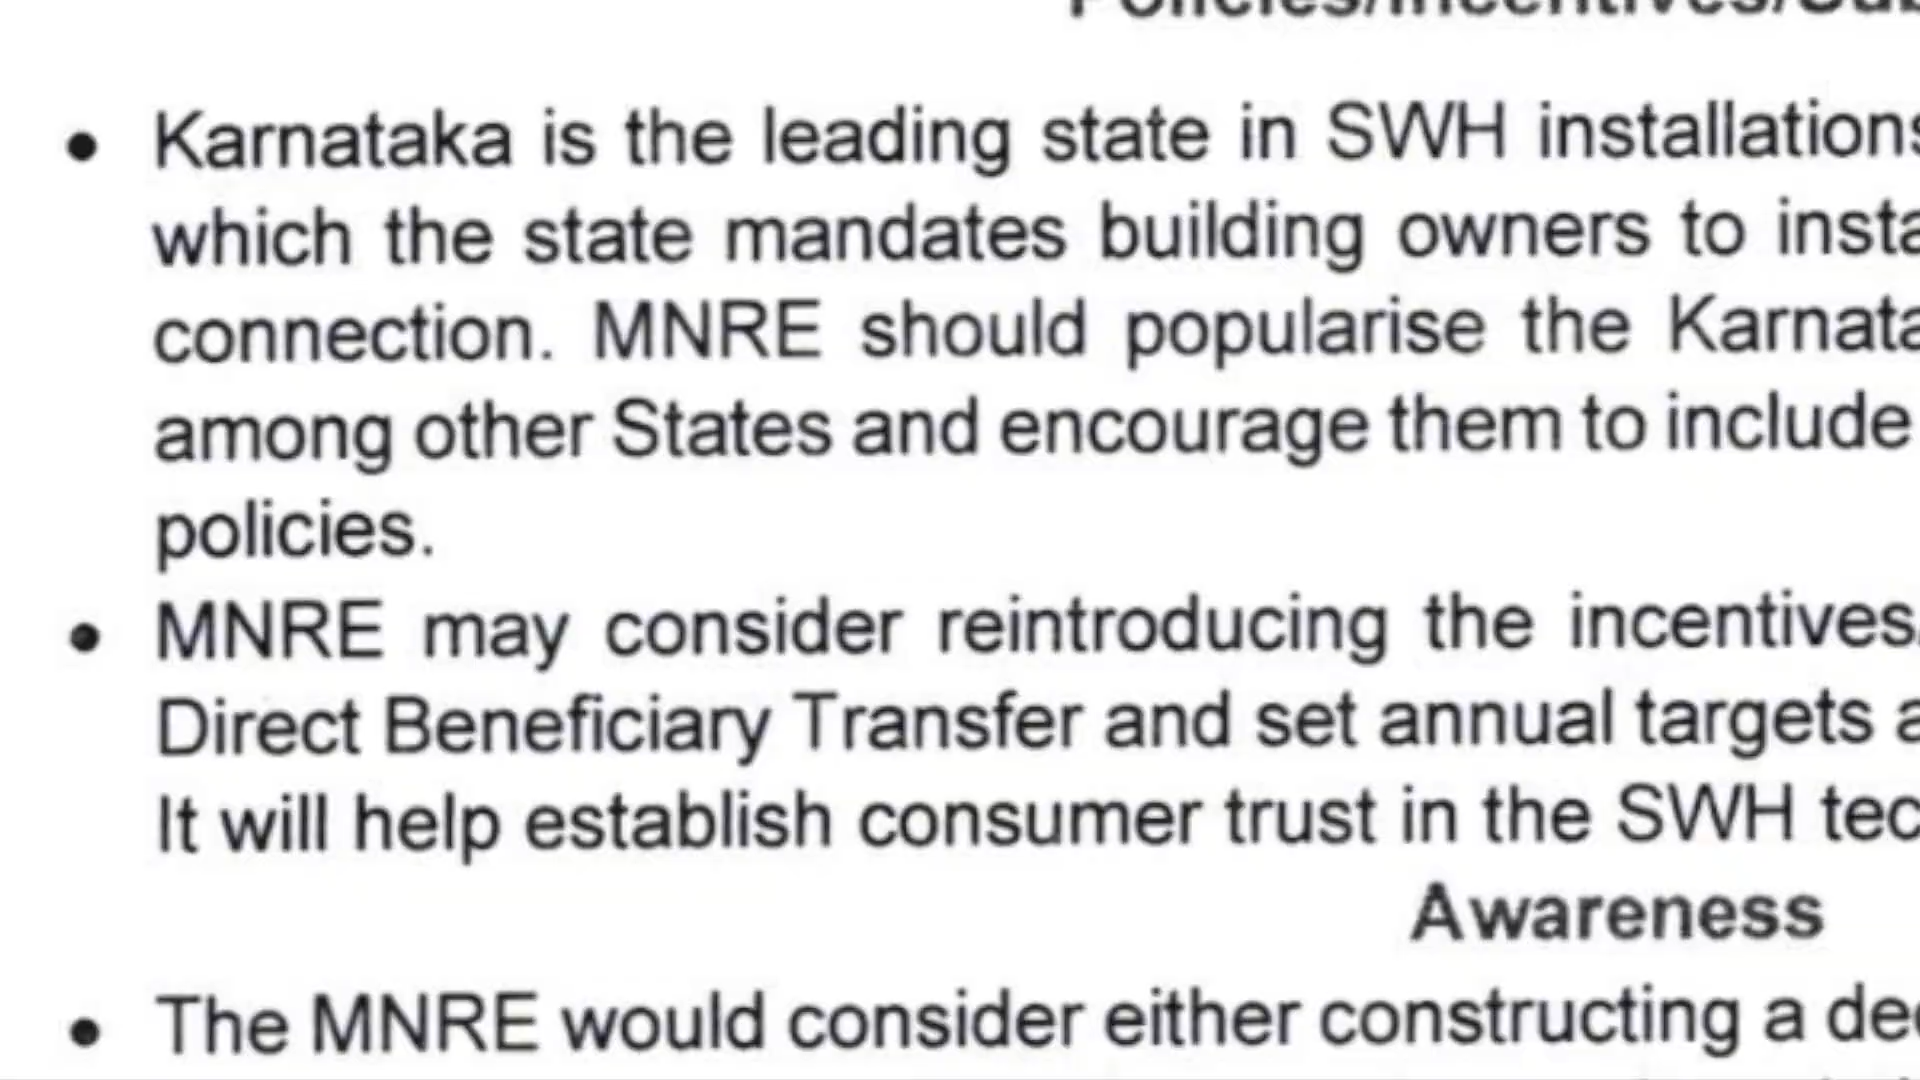 Policies/Incentives/Sub
• Karnataka is the leading state in SWH installations
which the state mandates building owners to insta
connection. MNRE should popularise the Karnata
among other States and encourage them to include
policies.
• MNRE may consider reintroducing the incentives
Direct Beneficiary Transfer and set annual targets a
It will help establish consumer trust in the SWH tec
Awareness
• The MNRE would consider either constructing a de